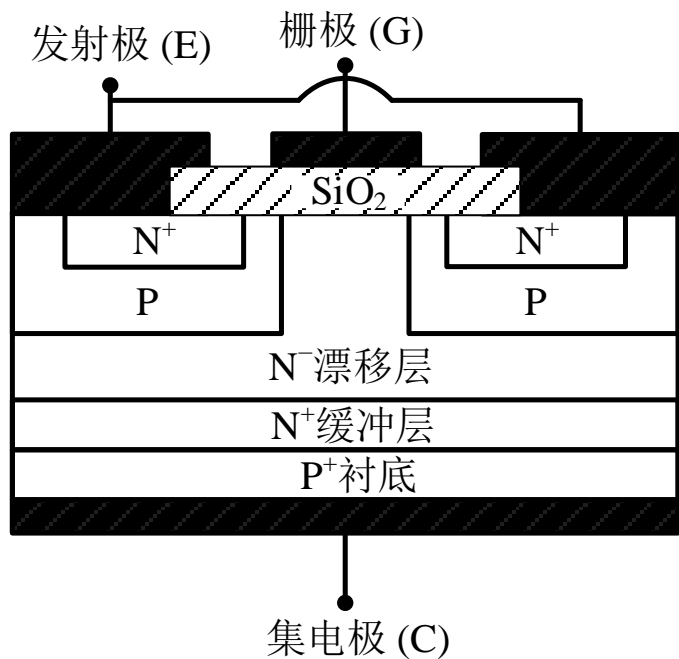 发射极 (E)
栅极 (G)
SiO₂
N⁺
N⁺
P
P
N⁻漂移层
N⁺缓冲层
P⁺衬底
集电极 (C)